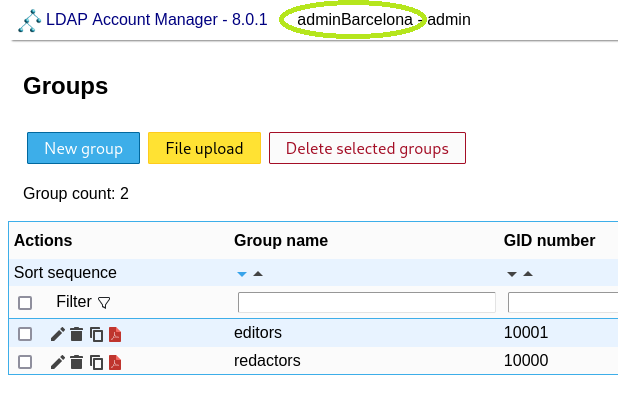 LDAP Account Manager - 8.0.1 adminBarcelona - admin
Groups
New group File upload Delete selected groups
Group count: 2
Actions Group name GID number
Sort sequence
Filter
editors 10001
redactors 10000